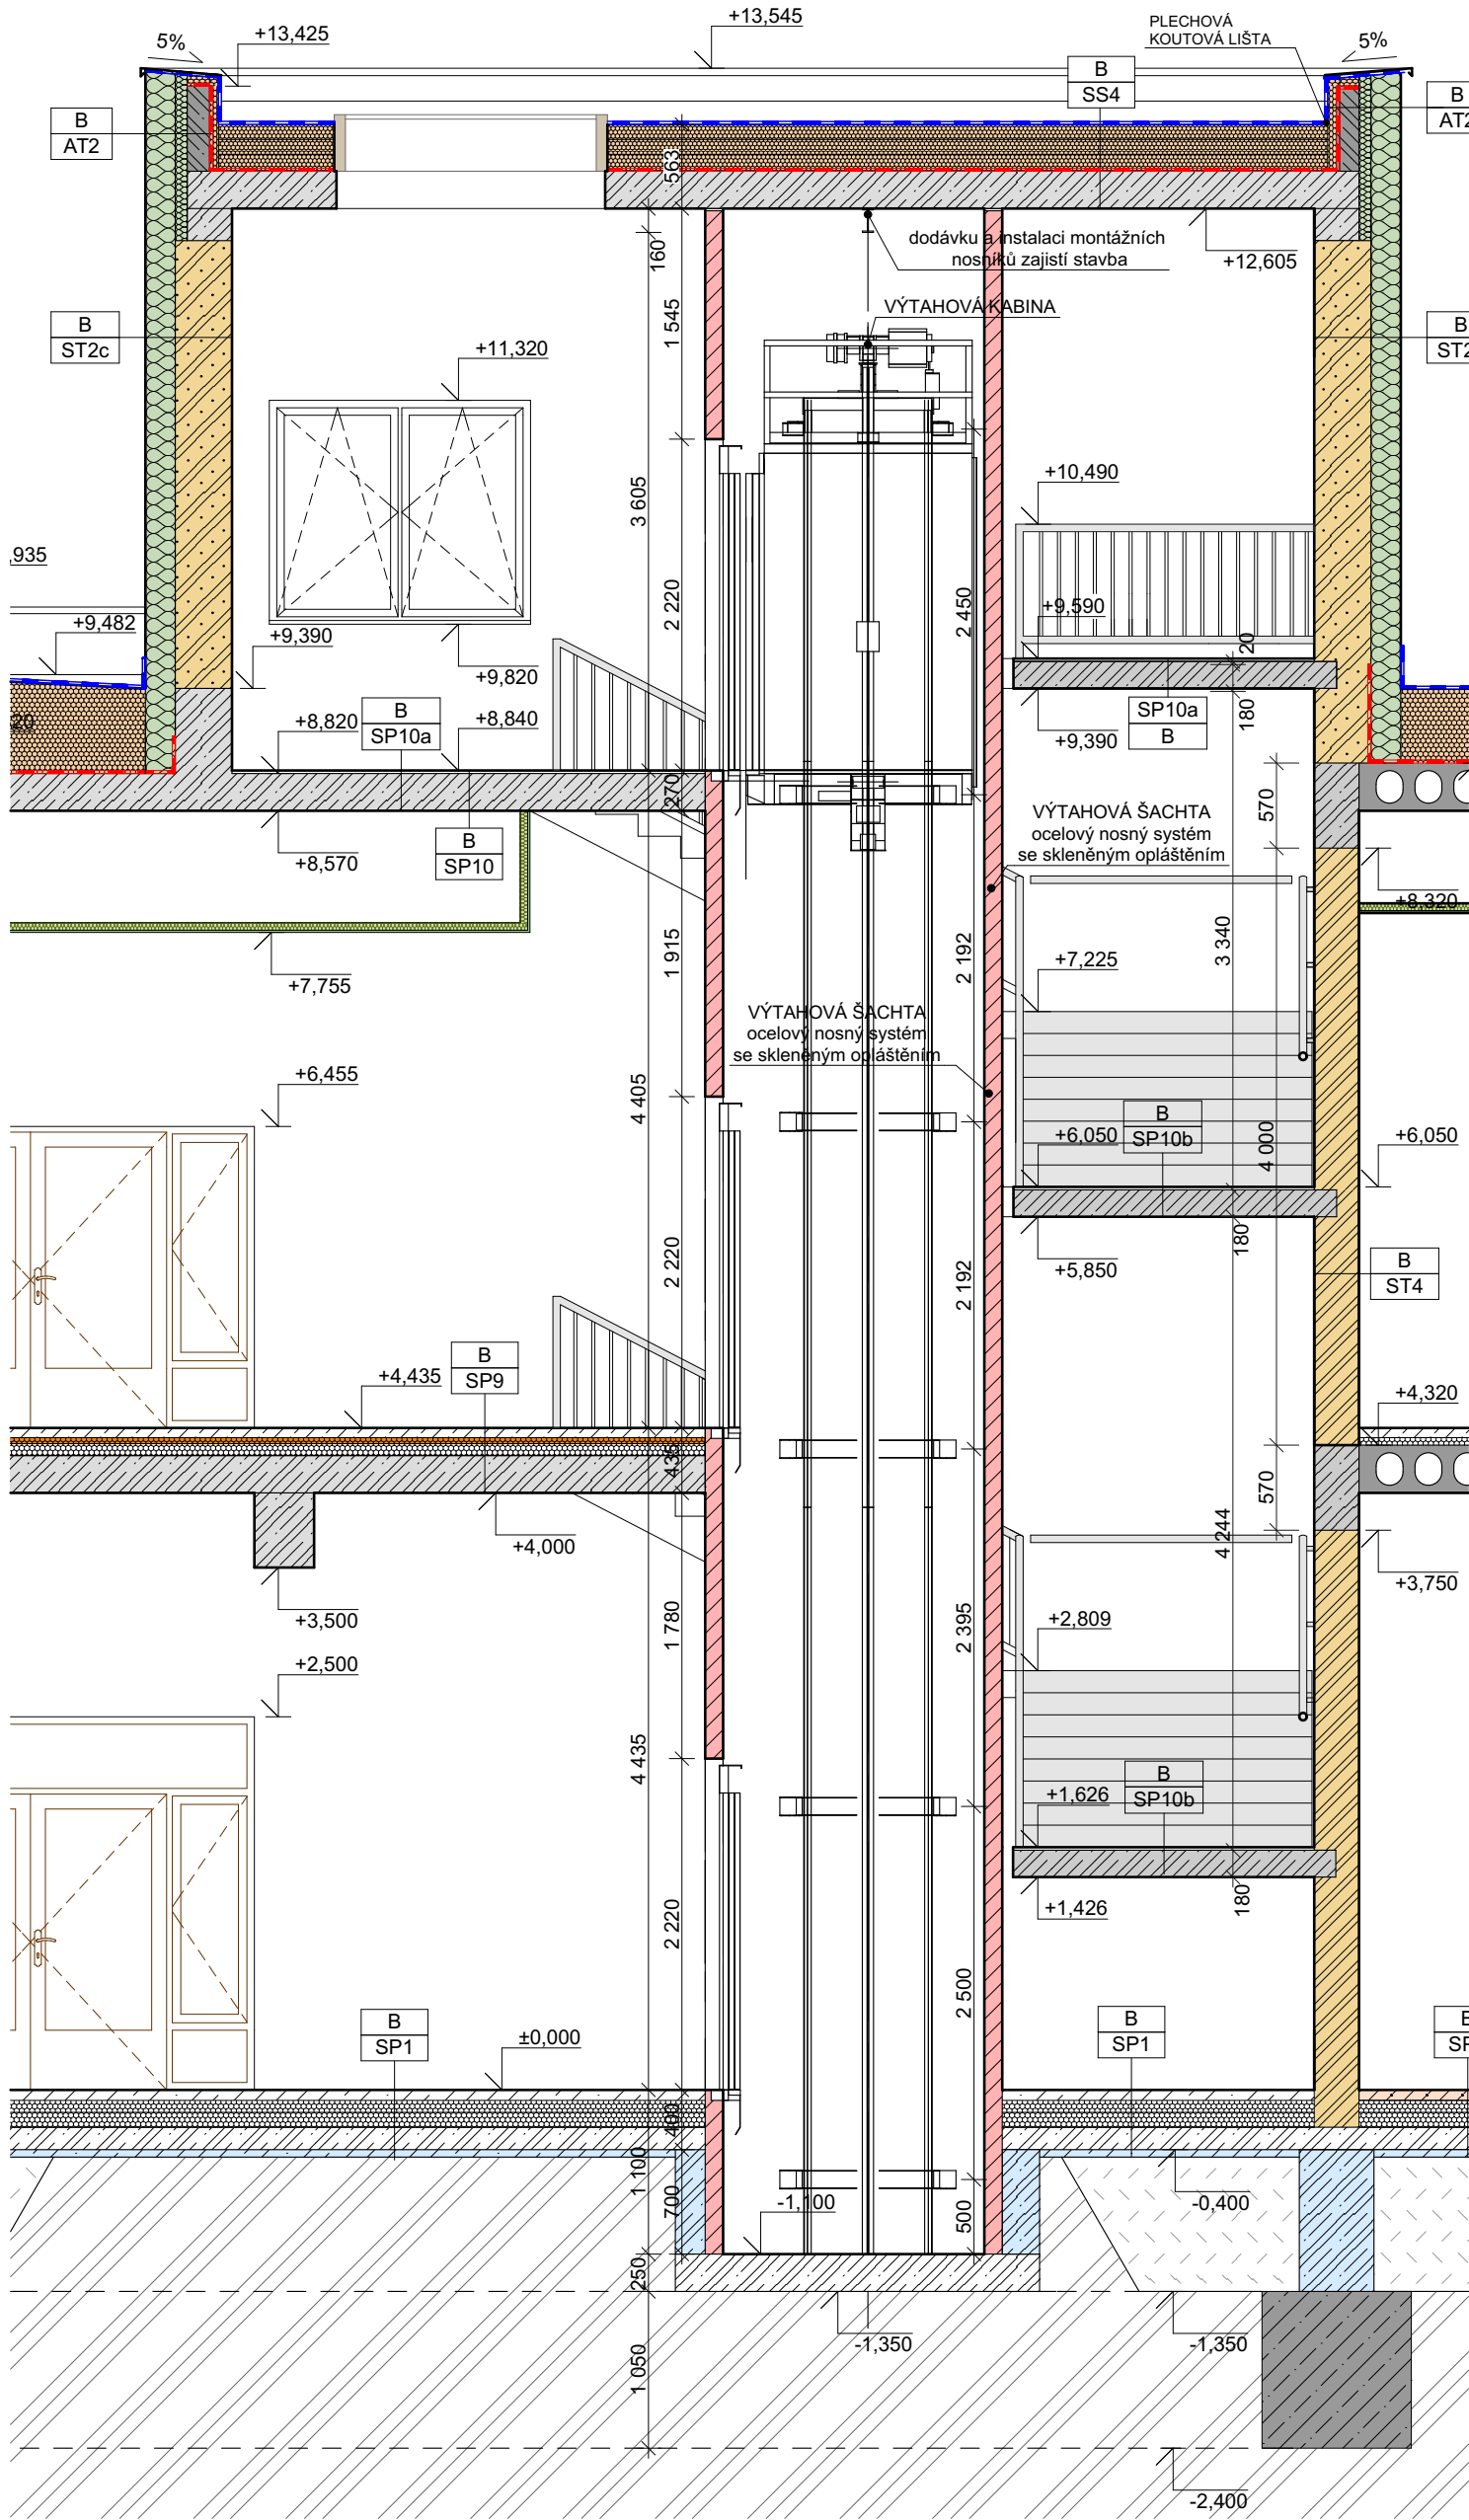 +13,545
PLECHOVÁ
KOUTOVÁ LIŠTA
5%
+13,425
5%
B
SS4
B
AT2
B
563
dodávku a instalaci montážních
nosníků zajistí stavba
160
+12,605
VÝTAHOVÁ KABINA
1 545
B
ST2c
B
+11,320
+10,490
3 605
,935
2 220
2 450
+9,590
+9,482
+9,390
20
+9,820
B
SP10a
+8,820
+8,840
SP10a
B
180
+9,390
270
570
VÝTAHOVÁ ŠACHTA
ocelový nosný systém
se skleněným opláštěním
B
SP10
+8,570
+8,320
1 915
2 192
3 340
+7,225
+7,755
VÝTAHOVÁ ŠACHTA
ocelový nosný systém
se skleněným opláštěním
+6,455
4 405
B
SP10b
+6,050
4 000
+6,050
2 220
2 192
180
+5,850
B
ST4
B
SP9
+4,435
+4,320
435
570
+4,000
4 244
+3,750
+3,500
1 780
2 395
+2,809
+2,500
4 435
B
SP10b
+1,626
2 220
180
+1,426
2 500
B
SP1
±0,000
B
SP1
400
1 100
700
-1,100
500
-0,400
250
-1,350
-1,350
1 050
-2,400